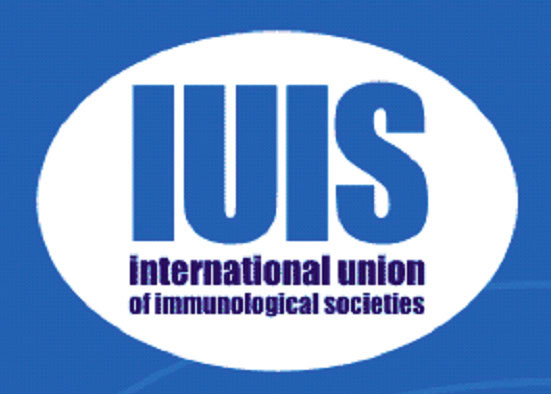 IUIS
international union
of immunological societies